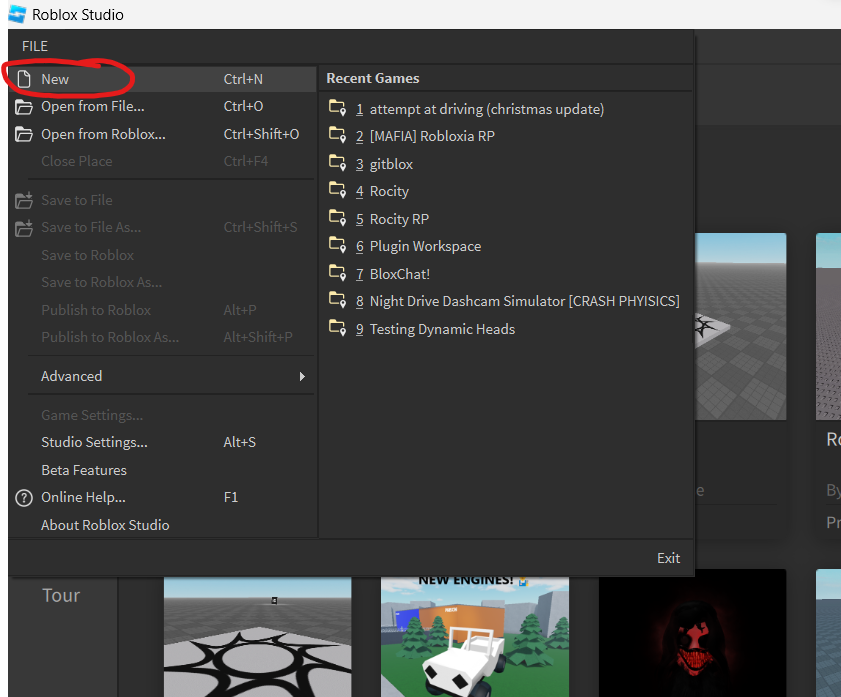 Roblox Studio
FILE
New Ctrl+N
Open from File... Ctrl+O
Open from Roblox... Ctrl+Shift+O
Close Place Ctrl+F4
Save to File
Save to File As... Ctrl+Shift+S
Save to Roblox
Save to Roblox As...
Publish to Roblox Alt+P
Publish to Roblox As... Alt+Shift+P
Advanced
Game Settings...
Studio Settings... Alt+S
Beta Features
Online Help... F1
About Roblox Studio
Recent Games
1 attempt at driving (christmas update)
2 [MAFIA] Robloxia RP
3 gitblox
4 Rocity
5 Rocity RP
6 Plugin Workspace
7 BloxChat!
8 Night Drive Dashcam Simulator [CRASH PHYISICS]
9 Testing Dynamic Heads
Exit
Tour
NEW ENGINES!